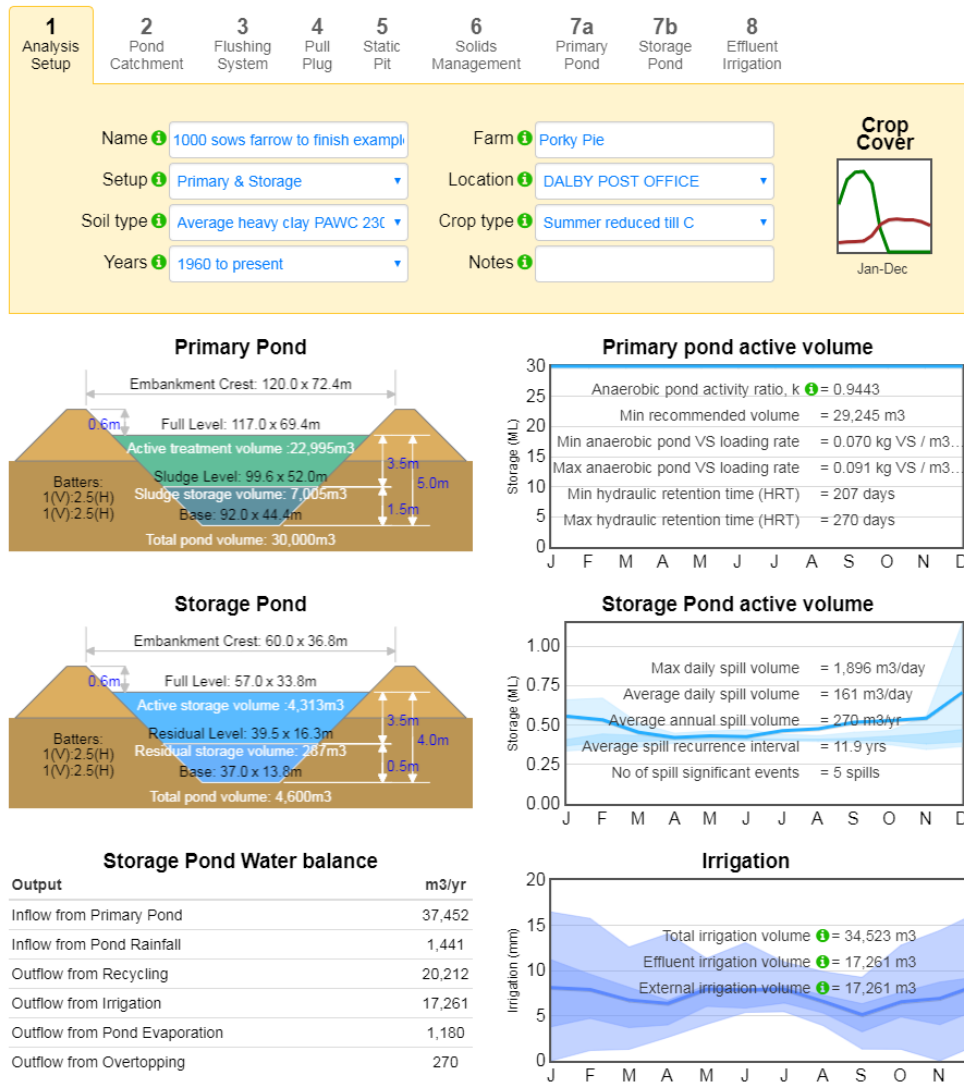 1 2 3 4 5 6 7a 7b 8
Analysis Setup Pond Catchment Flushing System Pull Plug Static Pit Solids Management Primary Pond Storage Pond Effluent Irrigation
Name 1000 sows farrow to finish example Farm Porky Pie
Setup Primary & Storage Location DALBY POST OFFICE
Soil type Average heavy clay PAWC 230 Crop type Summer reduced till C
Years 1960 to present Notes
Crop Cover
Jan-Dec
Primary Pond
Embankment Crest: 120.0 x 72.4m
0.6m Full Level: 117.0 x 69.4m
Active treatment volume :22,995m3
3.5m
Sludge Level: 99.6 x 52.0m
5.0m
Batters:
1(V):2.5(H)
1(V):2.5(H)
Sludge storage volume: 7,005m3
1.5m
Base: 92.0 x 44.4m
Total pond volume: 30,000m3
Primary pond active volume
Storage (ML)
30
25
20
15
10
5
0
Anaerobic pond activity ratio, k = 0.9443
Min recommended volume = 29,245 m3
Min anaerobic pond VS loading rate = 0.070 kg VS / m3...
Max anaerobic pond VS loading rate = 0.091 kg VS / m3...
Min hydraulic retention time (HRT) = 207 days
Max hydraulic retention time (HRT) = 270 days
J F M A M J J A S O N D
Storage Pond
Embankment Crest: 60.0 x 36.8m
0.6m Full Level: 57.0 x 33.8m
Active storage volume :4,313m3
3.5m
Residual Level: 39.5 x 16.3m
4.0m
Batters:
1(V):2.5(H)
1(V):2.5(H)
Residual storage volume: 287m3
0.5m
Base: 37.0 x 13.8m
Total pond volume: 4,600m3
Storage Pond active volume
Storage (ML)
1.00
0.75
0.50
0.25
0.00
Max daily spill volume = 1,896 m3/day
Average daily spill volume = 161 m3/day
Average annual spill volume = 270 m3/yr
Average spill recurrence interval = 11.9 yrs
No of spill significant events = 5 spills
J F M A M J J A S O N D
Storage Pond Water balance
Output m3/yr
Inflow from Primary Pond 37,452
Inflow from Pond Rainfall 1,441
Outflow from Recycling 20,212
Outflow from Irrigation 17,261
Outflow from Pond Evaporation 1,180
Outflow from Overtopping 270
Irrigation
Irrigation (mm)
20
15
10
5
0
Total irrigation volume = 34,523 m3
Effluent irrigation volume = 17,261 m3
External irrigation volume = 17,261 m3
J F M A M J J A S O N D